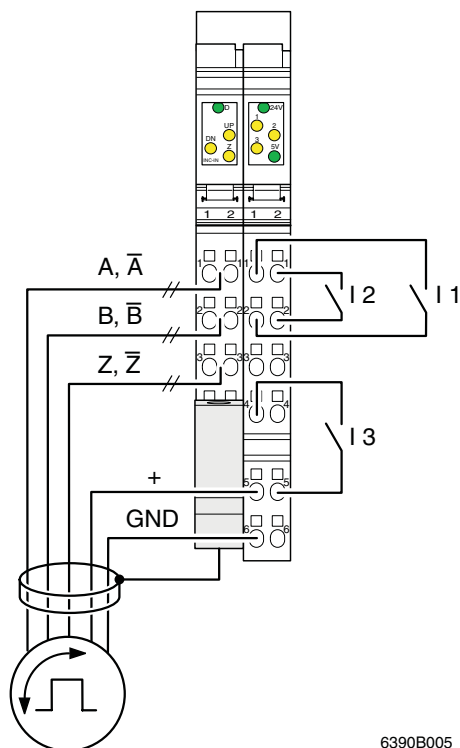 D 24V
1
UP 2
DN 3
Z 5V
INC-IN
1 2 1 2
1 1 1 1
A, A̅
I 2 I 1
2 2 2 2
B, B̅
3 3 3 3
Z, Z̅
4 4
I 3
+
5 5
GND
6 6
6390B005